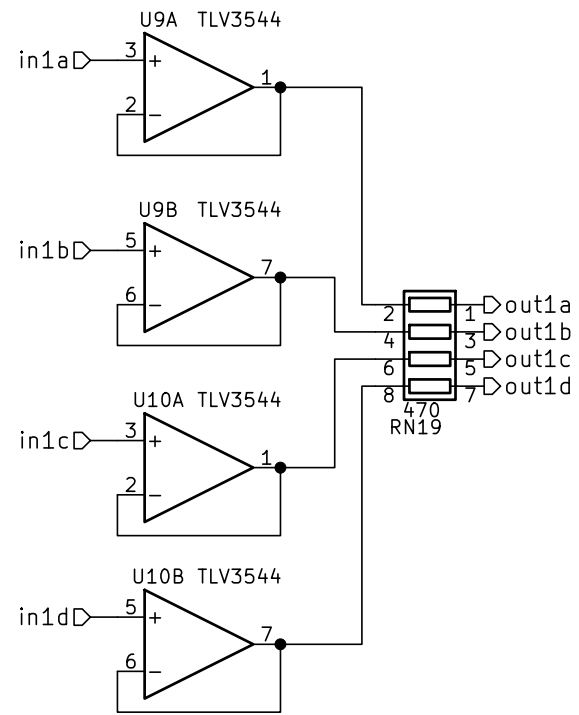 U9A TLV3544
in1a
3
+
1
2
−
U9B TLV3544
in1b
5
+
7
6
−
2
1
out1a
4
3
out1b
6
5
out1c
8
7
out1d
470
RN19
U10A TLV3544
in1c
3
+
1
2
−
U10B TLV3544
in1d
5
+
7
6
−